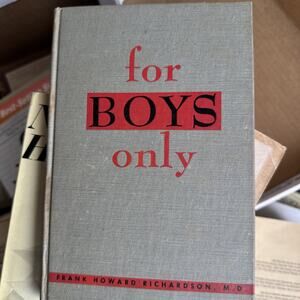 for
BOYS
only
FRANK HOWARD RICHARDSON, M.D.